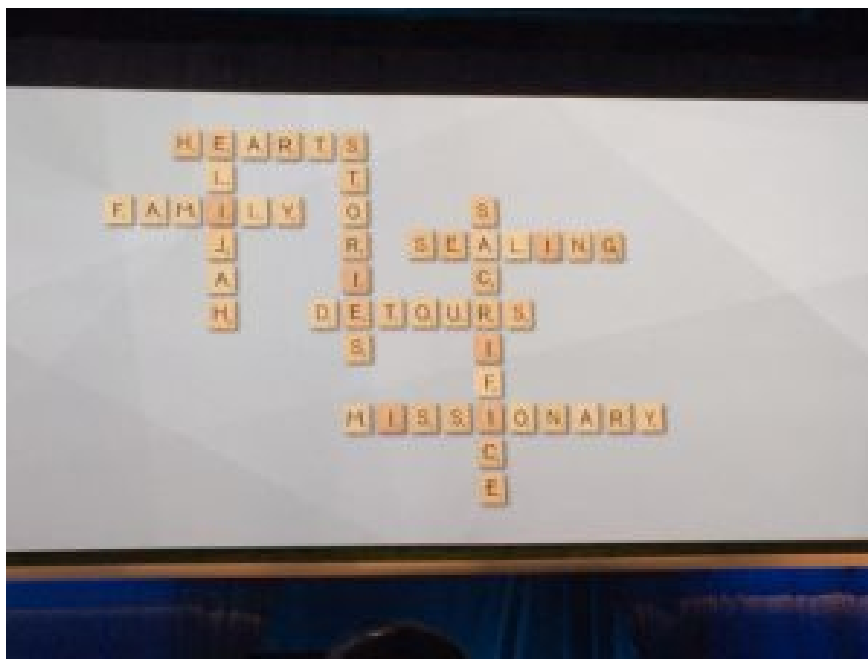 HEARTS
ELIJAH
STORIES
FAMILY
SACRIFICE
SEALING
DETOURS
MISSIONARY